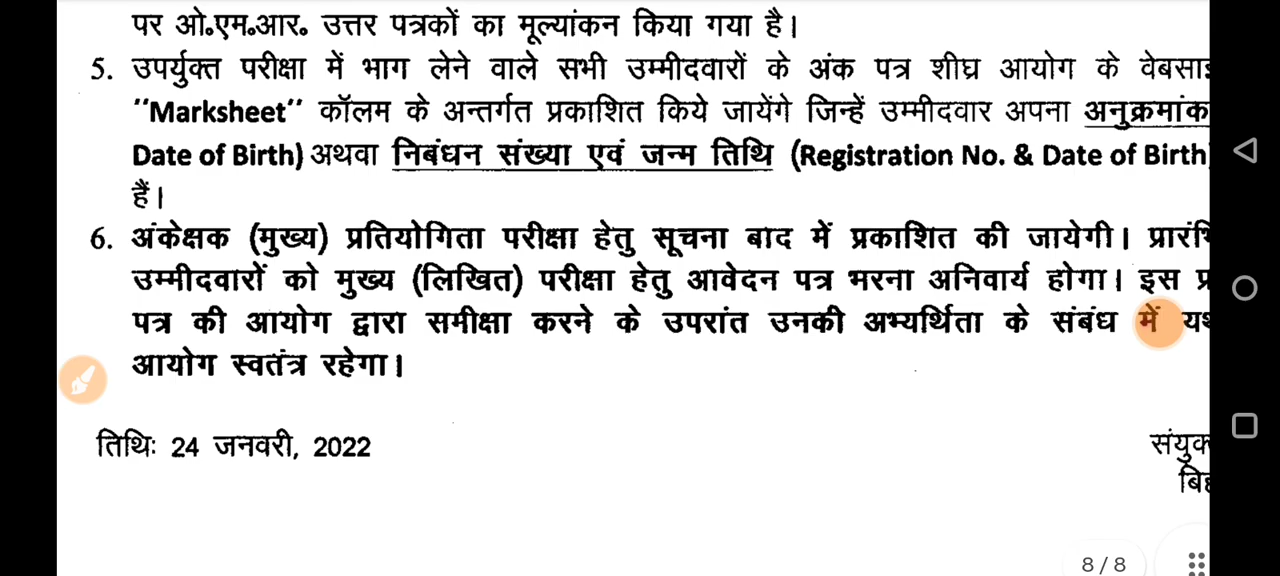 पर ओ०एम०आर० उत्तर पत्रकों का मूल्यांकन किया गया है।
5. उपर्युक्त परीक्षा में भाग लेने वाले सभी उम्मीदवारों के अंक पत्र शीघ्र आयोग के
"Marksheet" कॉलम के अन्तर्गत प्रकाशित किये जायेंगे जिन्हें उम्मीदवार अपना अनुक्रमांक
Date of Birth) अथवा निबंधन संख्या एवं जन्म तिथि (Registration No. & Date of Birth)
हैं।
6. अंकेक्षक (मुख्य) प्रतियोगिता परीक्षा हेतु सूचना बाद में प्रकाशित की जायेगी।
उम्मीदवारों को मुख्य (लिखित) परीक्षा हेतु आवेदन पत्र भरना अनिवार्य होगा। इस
पत्र की आयोग द्वारा समीक्षा करने के उपरांत उनकी अभ्यर्थिता के संबंध में
आयोग स्वतंत्र रहेगा।
तिथिः 24 जनवरी, 2022
8/8